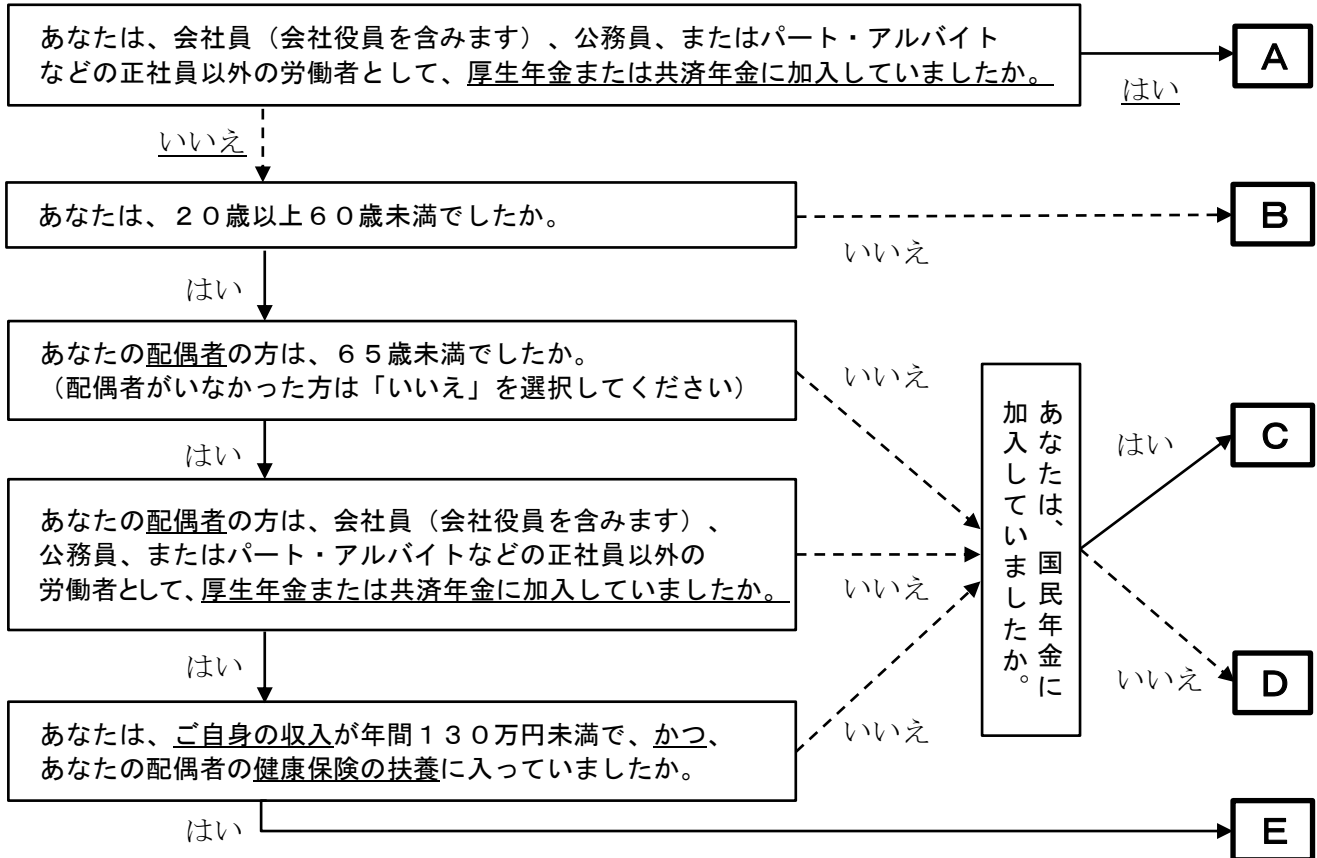 あなたは、会社員（会社役員を含みます）、公務員、またはパート・アルバイト
などの正社員以外の労働者として、厚生年金または共済年金に加入していましたか。
はい
A
いいえ
あなたは、２０歳以上６０歳未満でしたか。
いいえ
B
はい
あなたの配偶者の方は、６５歳未満でしたか。
（配偶者がいなかった方は「いいえ」を選択してください）
いいえ
はい
あなたの配偶者の方は、会社員（会社役員を含みます）、
公務員、またはパート・アルバイトなどの正社員以外の
労働者として、厚生年金または共済年金に加入していましたか。
いいえ
はい
あなたは、ご自身の収入が年間１３０万円未満で、かつ、
あなたの配偶者の健康保険の扶養に入っていましたか。
いいえ
はい
あなたは、国民年金に
加入していましたか。
はい
C
いいえ
D
E